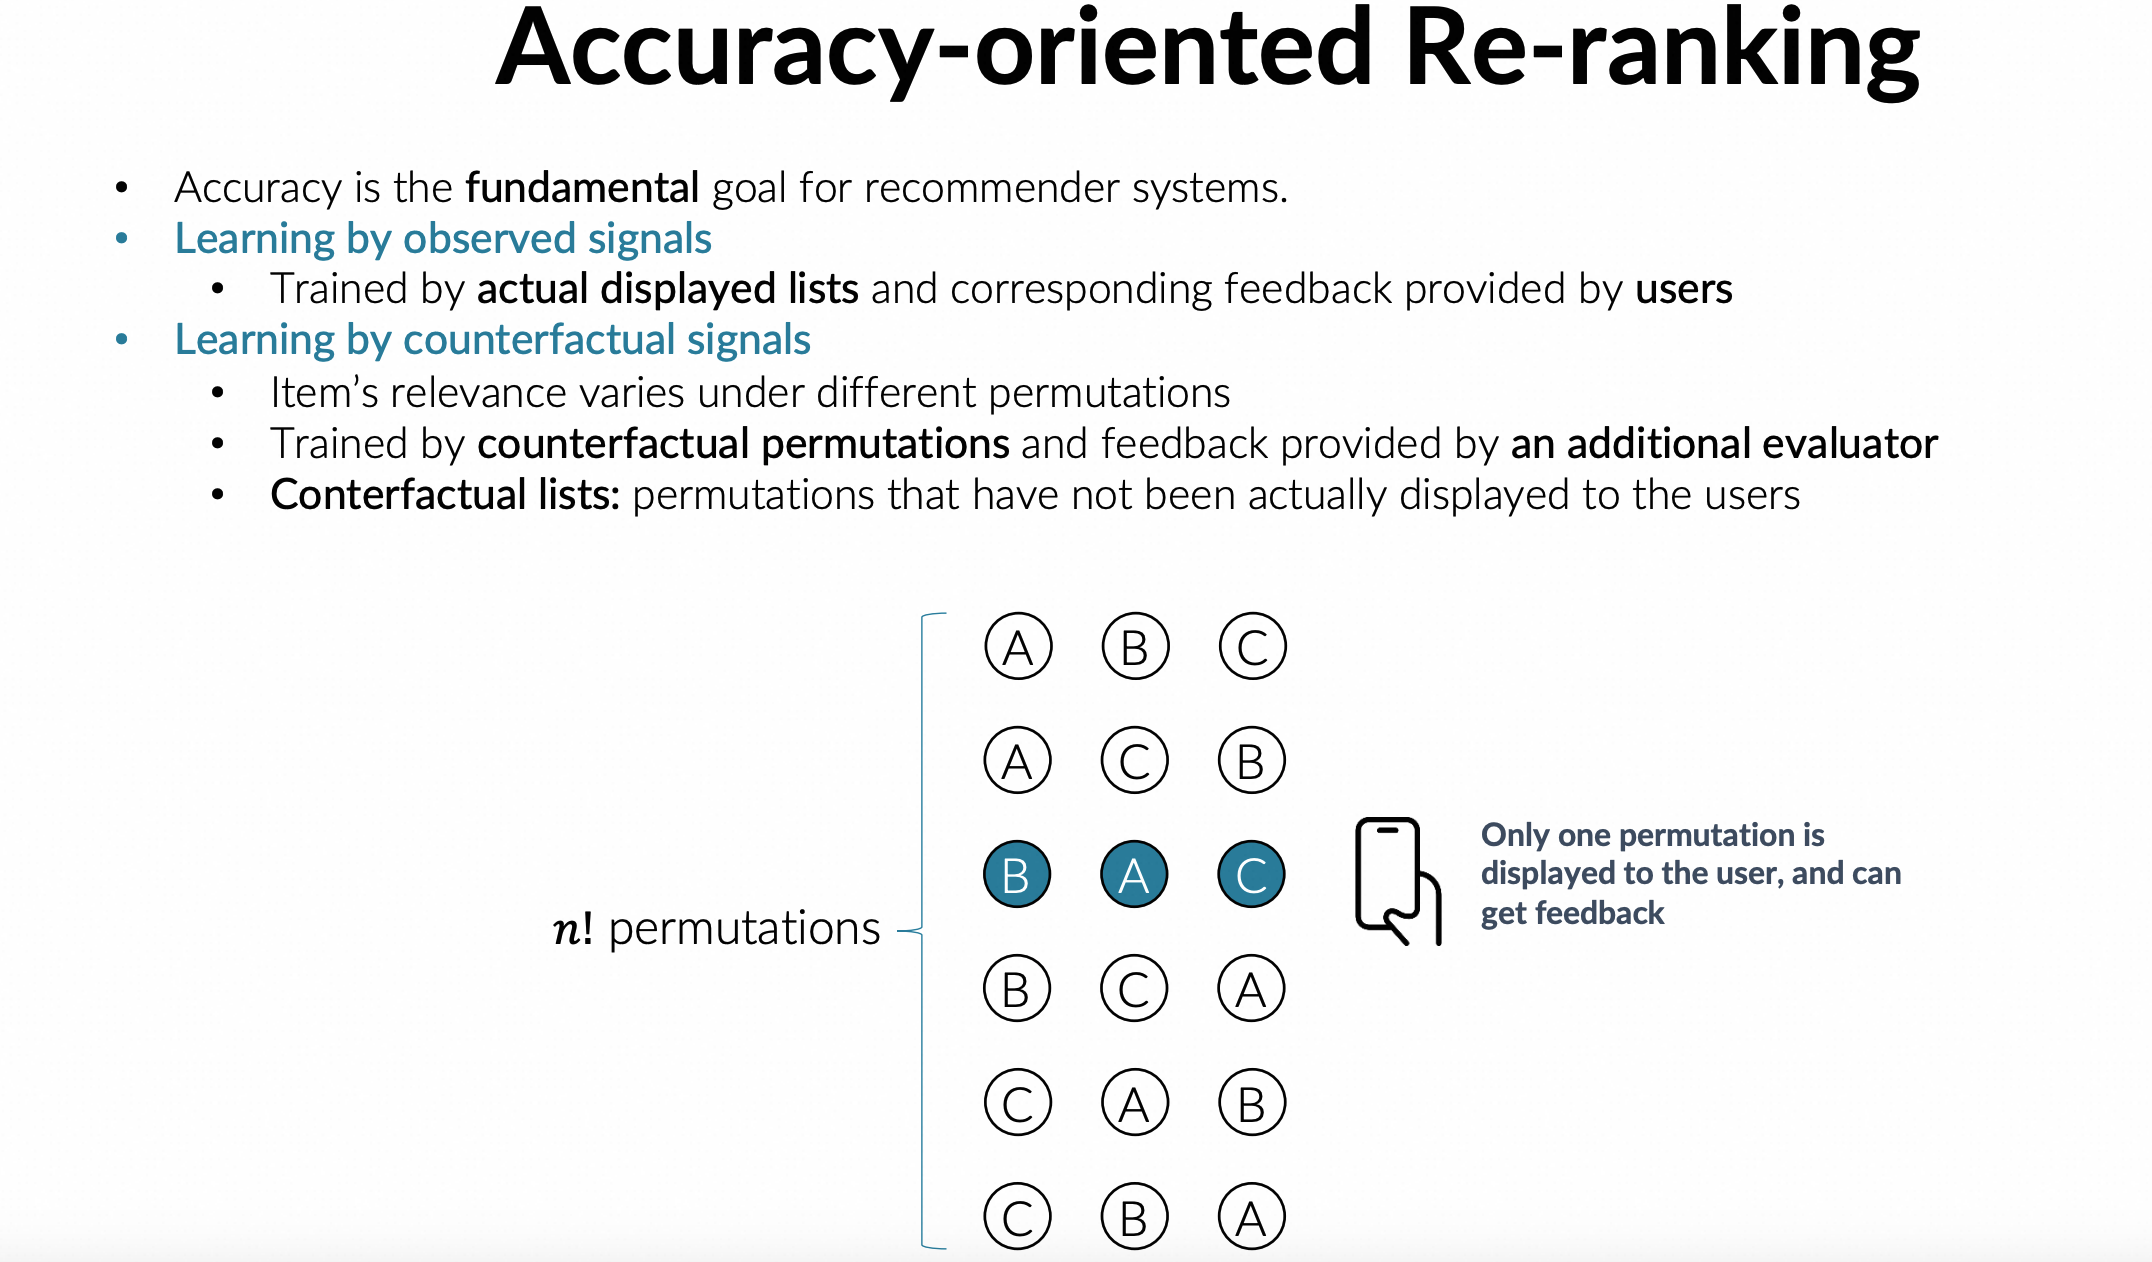 Accuracy-oriented Re-ranking
• Accuracy is the fundamental goal for recommender systems.
• Learning by observed signals
• Trained by actual displayed lists and corresponding feedback provided by users
• Learning by counterfactual signals
• Item’s relevance varies under different permutations
• Trained by counterfactual permutations and feedback provided by an additional evaluator
• Conterfactual lists: permutations that have not been actually displayed to the users
n! permutations
A B C
A C B
B A C
B C A
C A B
C B A
Only one permutation is
displayed to the user, and can
get feedback